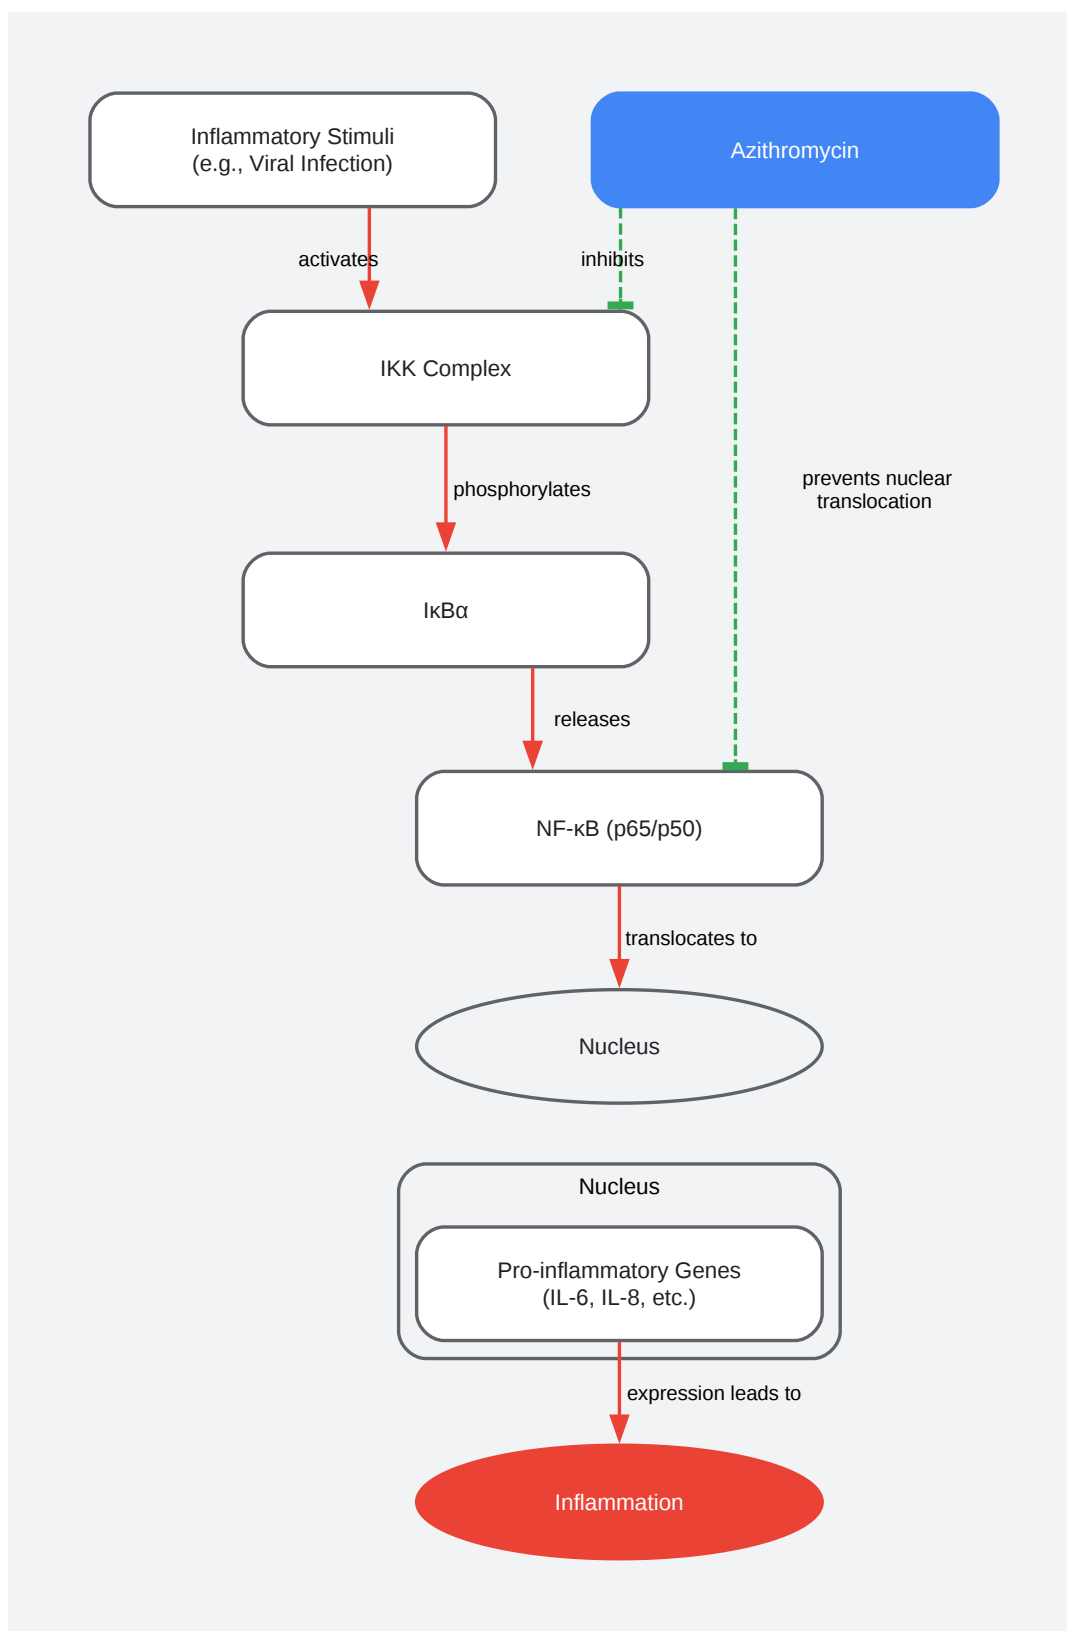 Inflammatory Stimuli
(e.g., Viral Infection)
Azithromycin
activates
inhibits
IKK Complex
phosphorylates
prevents nuclear
translocation
IκBα
releases
NF-κB (p65/p50)
translocates to
Nucleus
Nucleus
Pro-inflammatory Genes
(IL-6, IL-8, etc.)
expression leads to
Inflammation